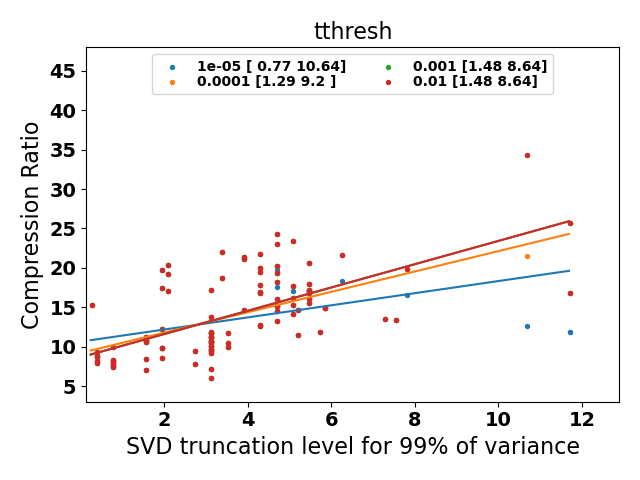 tthresh
1e-05 [ 0.77 10.64]
0.0001 [1.29 9.2 ]
0.001 [1.48 8.64]
0.01 [1.48 8.64]
Compression Ratio
45
40
35
30
25
20
15
10
5
2 4 6 8 10 12
SVD truncation level for 99% of variance